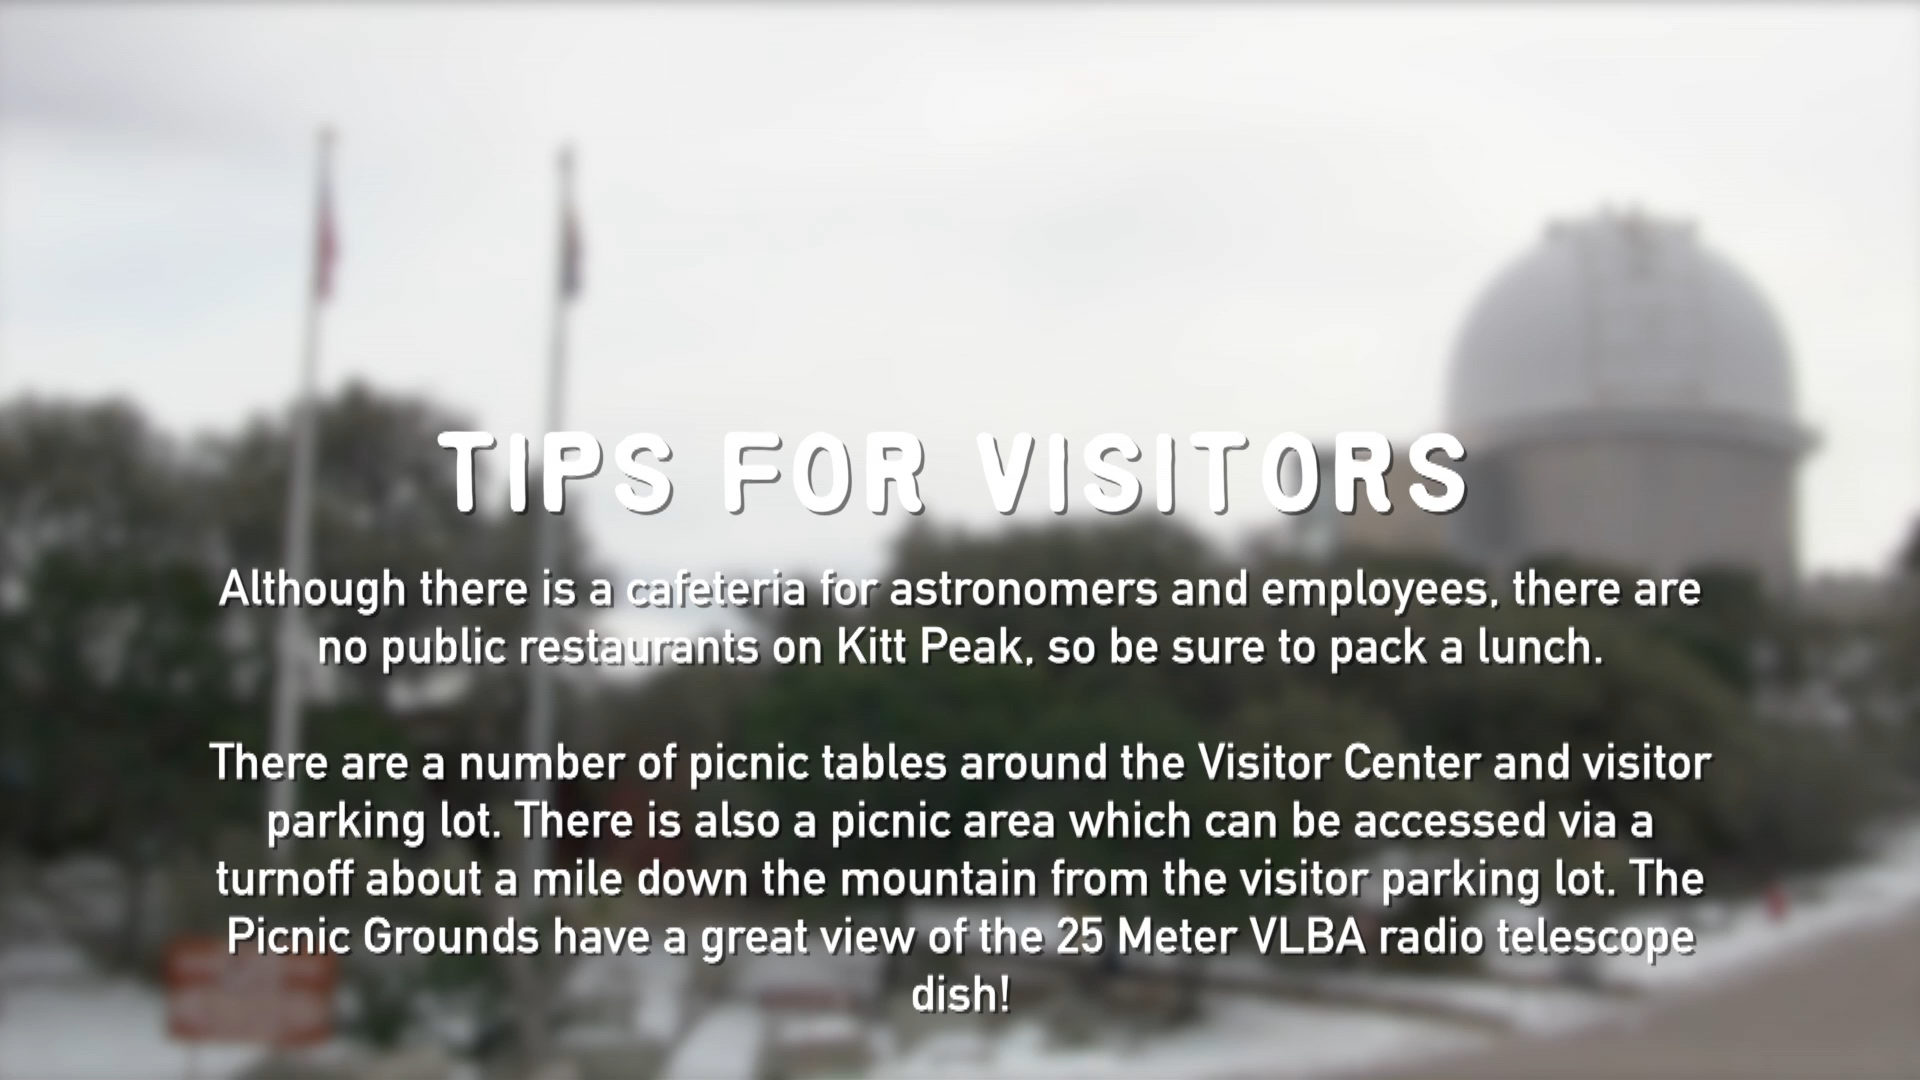 TIPS FOR VISITORS
Although there is a cafeteria for astronomers and employees, there are
no public restaurants on Kitt Peak, so be sure to pack a lunch.
There are a number of picnic tables around the Visitor Center and visitor
parking lot. There is also a picnic area which can be accessed via a
turnoff about a mile down the mountain from the visitor parking lot. The
Picnic Grounds have a great view of the 25 Meter VLBA radio telescope
dish!